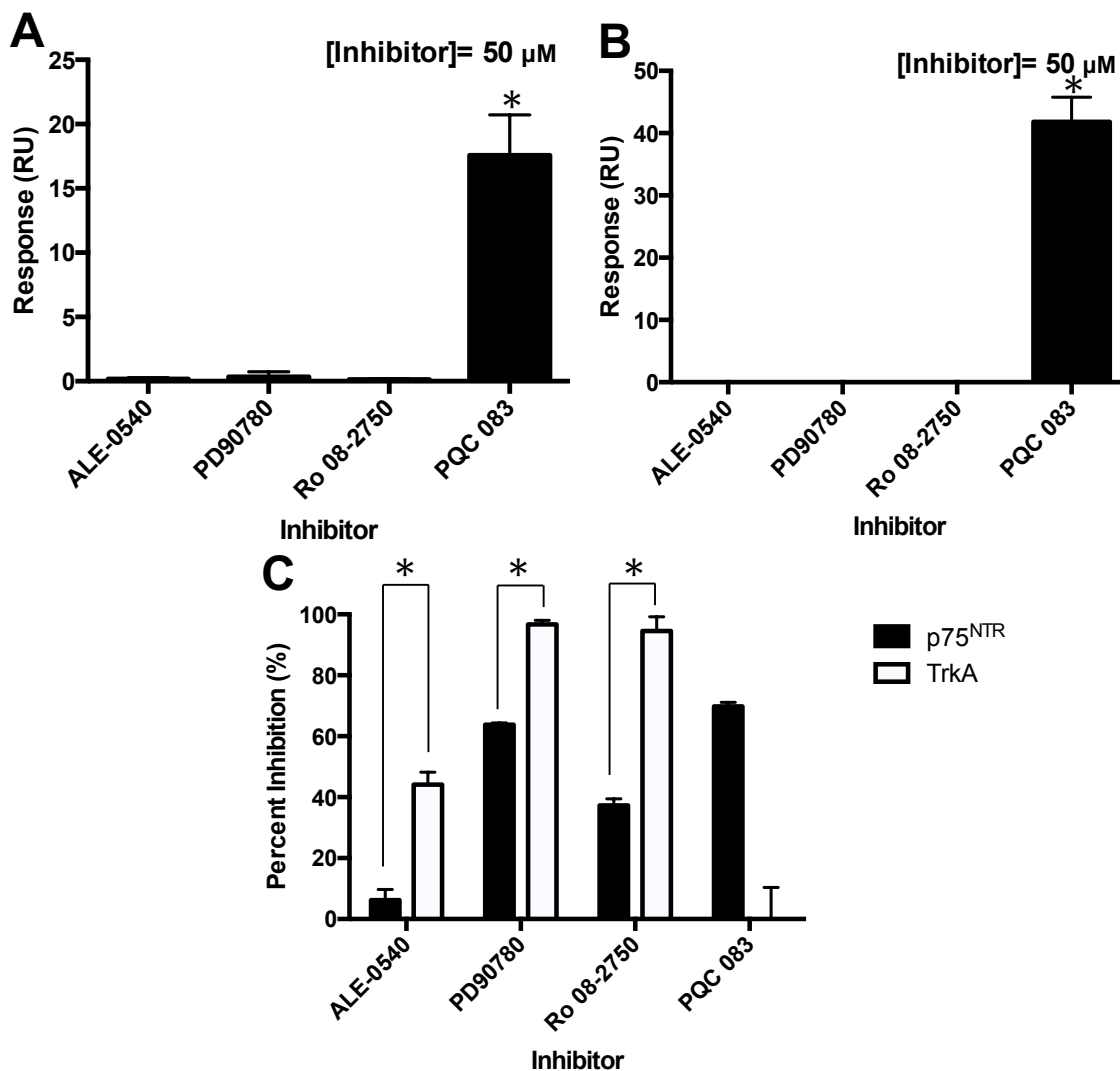 A
[Inhibitor]= 50 µM
*
Response (RU)
25
20
15
10
5
0
ALE-0540
PD90780
Ro 08-2750
PQC 083
Inhibitor
B
[Inhibitor]= 50 µM
*
Response (RU)
50
40
30
20
10
0
ALE-0540
PD90780
Ro 08-2750
PQC 083
Inhibitor
C
* * *
Percent Inhibition (%)
100
80
60
40
20
0
ALE-0540
PD90780
Ro 08-2750
PQC 083
Inhibitor
p75NTR
TrkA